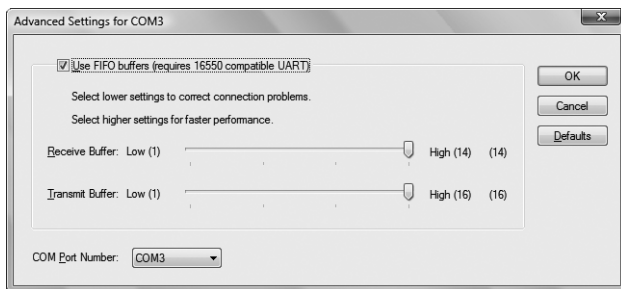 Advanced Settings for COM3
Use FIFO buffers (requires 16550 compatible UART)
OK
Select lower settings to correct connection problems.
Cancel
Select higher settings for faster performance.
Defaults
Receive Buffer: Low (1) High (14) (14)
Transmit Buffer: Low (1) High (16) (16)
COM Port Number: COM3